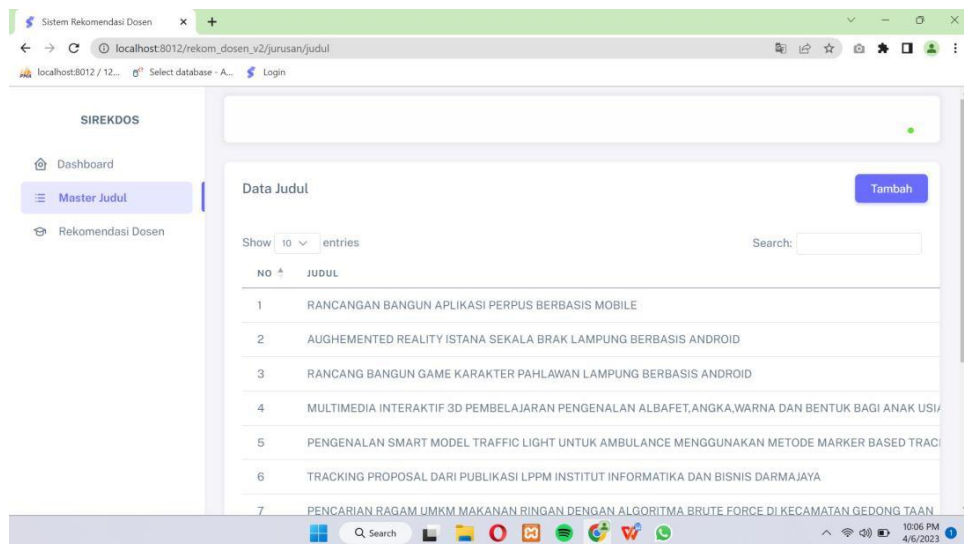 Sistem Rekomendasi Dosen
localhost:8012/rekom_dosen_v2/jurusan/judul
localhost:8012 / 12...
Select database - A...
Login
SIREKDOS
Dashboard
Master Judul
Rekomendasi Dosen
Data Judul
Tambah
Show 10 entries
Search:
NO JUDUL
1 RANCANGAN BANGUN APLIKASI PERPUS BERBASIS MOBILE
2 AUGHEMENTED REALITY ISTANA SEKALA BRAK LAMPUNG BERBASIS ANDROID
3 RANCANG BANGUN GAME KARAKTER PAHLAWAN LAMPUNG BERBASIS ANDROID
4 MULTIMEDIA INTERAKTIF 3D PEMBELAJARAN PENGENALAN ALBAFET,ANGKA,WARNA DAN BENTUK BAGI ANAK
5 PENGENALAN SMART MODEL TRAFFIC LIGHT UNTUK AMBULANCE MENGGUNAKAN METODE MARKER BASED
6 TRACKING PROPOSAL DARI PUBLIKASI LPPM INSTITUT INFORMATIKA DAN BISNIS DARMAJAYA
7 PENCARIAN RAGAM UMKM MAKANAN RINGAN DENGAN ALGORITMA BRUTE FORCE DI KECAMATAN GEDONG TAAN
Search
10:06 PM
4/6/2023
1